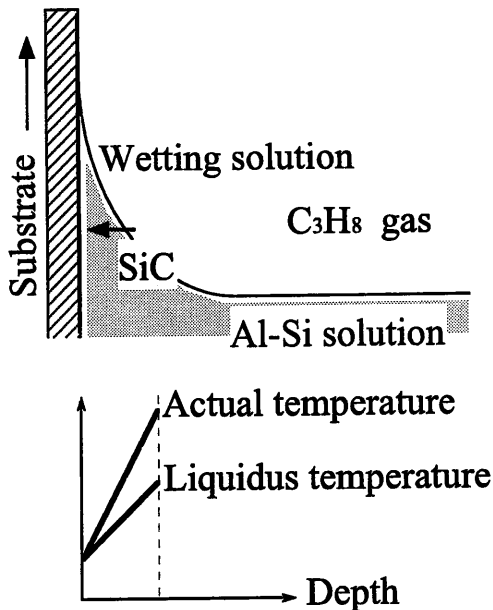 Substrate
Wetting solution
C₃H₈ gas
SiC
Al-Si solution
Actual temperature
Liquidus temperature
Depth